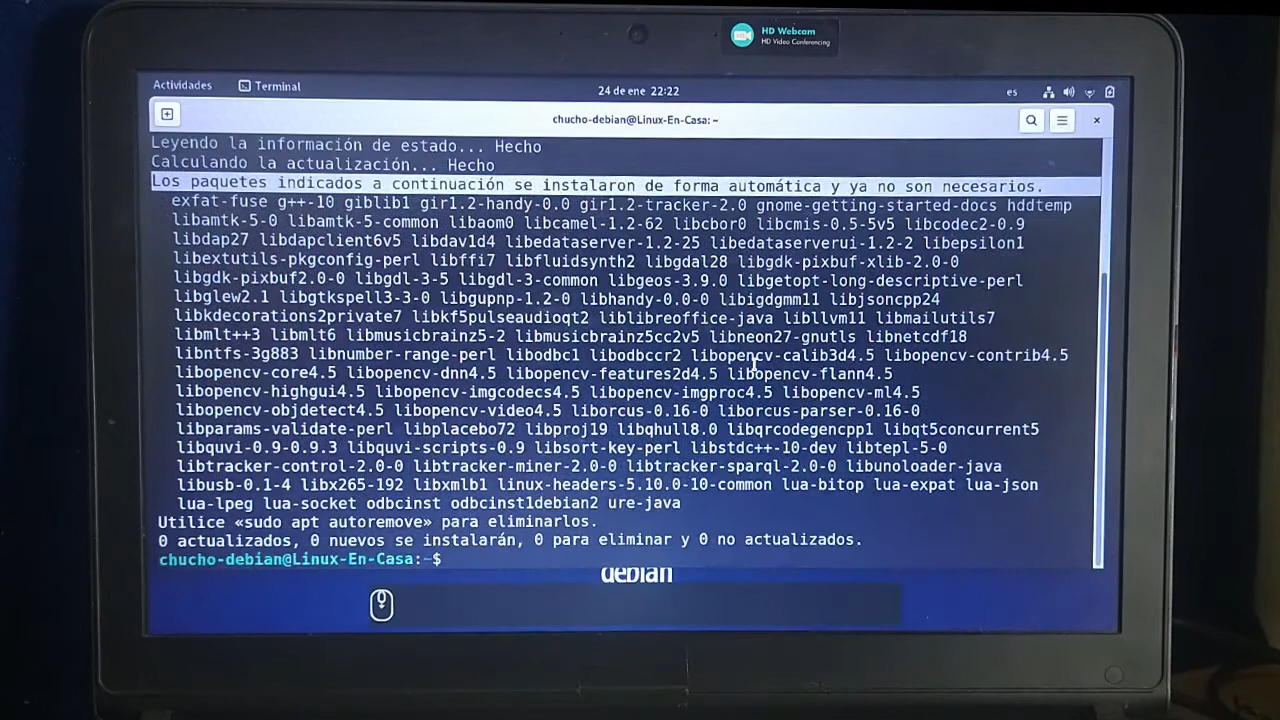 HD Webcam
HD Video Conferencing
Actividades Terminal 24 de ene 22:22 es
chucho-debian@Linux-En-Casa: ~
Leyendo la información de estado... Hecho
Calculando la actualización... Hecho
Los paquetes indicados a continuación se instalaron de forma automática y ya no son necesarios.
exfat-fuse g++-10 giblib1 gir1.2-handy-0.0 gir1.2-tracker-2.0 gnome-getting-started-docs hddtemp
libamtk-5-0 libamtk-5-common libaom0 libcamel-1.2-62 libcbor0 libcmis-0.5-5v5 libcodec2-0.9
libdap27 libdapclient6v5 libdav1d4 libedataserver-1.2-25 libedataserverui-1.2-2 libepsilon1
libextutils-pkgconfig-perl libffi7 libfluidsynth2 libgdal28 libgdk-pixbuf-xlib-2.0-0
libgdk-pixbuf2.0-0 libgdl-3-5 libgdl-3-common libgeos-3.9.0 libgetopt-long-descriptive-perl
libglew2.1 libgtkspell3-3-0 libgupnp-1.2-0 libhandy-0.0-0 libigdgmm11 libjsoncpp24
libkdecorations2private7 libkf5pulseaudioqt2 liblibreoffice-java libllvm11 libmailutils7
libmlt++3 libmlt6 libmusicbrainz5-2 libmusicbrainz5cc2v5 libneon27-gnutls libnetcdf18
libntfs-3g883 libnumber-range-perl libodbc1 libodbccr2 libopencv-calib3d4.5 libopencv-contrib4.5
libopencv-core4.5 libopencv-dnn4.5 libopencv-features2d4.5 libopencv-flann4.5
libopencv-highgui4.5 libopencv-imgcodecs4.5 libopencv-imgproc4.5 libopencv-ml4.5
libopencv-objdetect4.5 libopencv-video4.5 liborcus-0.16-0 liborcus-parser-0.16-0
libparams-validate-perl libplacebo72 libproj19 libqhull8.0 libqrcodegencpp1 libqt5concurrent5
libquvi-0.9-0.9.3 libquvi-scripts-0.9 libsort-key-perl libstdc++-10-dev libtepl-5-0
libtracker-control-2.0-0 libtracker-miner-2.0-0 libtracker-sparql-2.0-0 libunoloader-java
libusb-0.1-4 libx265-192 libxmlb1 linux-headers-5.10.0-10-common lua-bitop lua-expat lua-json
lua-lpeg lua-socket odbcinst odbcinst1debian2 ure-java
Utilice «sudo apt autoremove» para eliminarlos.
0 actualizados, 0 nuevos se instalarán, 0 para eliminar y 0 no actualizados.
chucho-debian@Linux-En-Casa:~$
debian